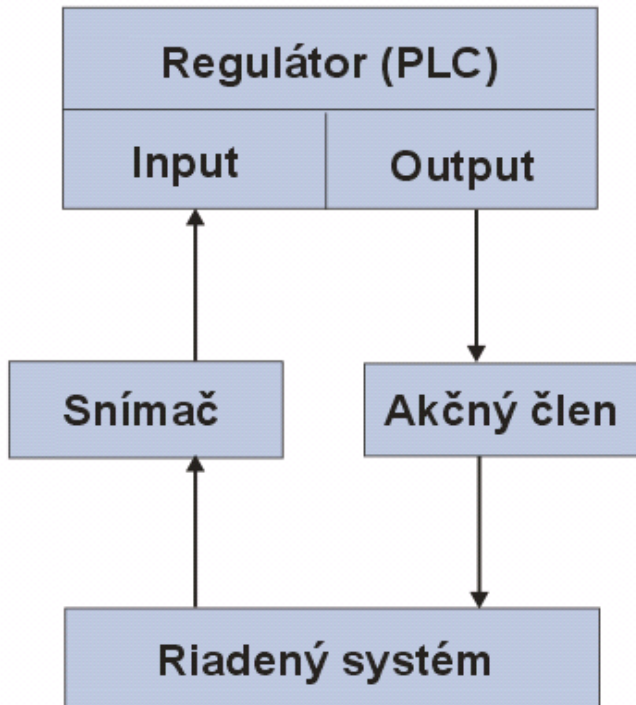 Regulátor (PLC)
Input
Output
Snímač
Akčný člen
Riadený systém